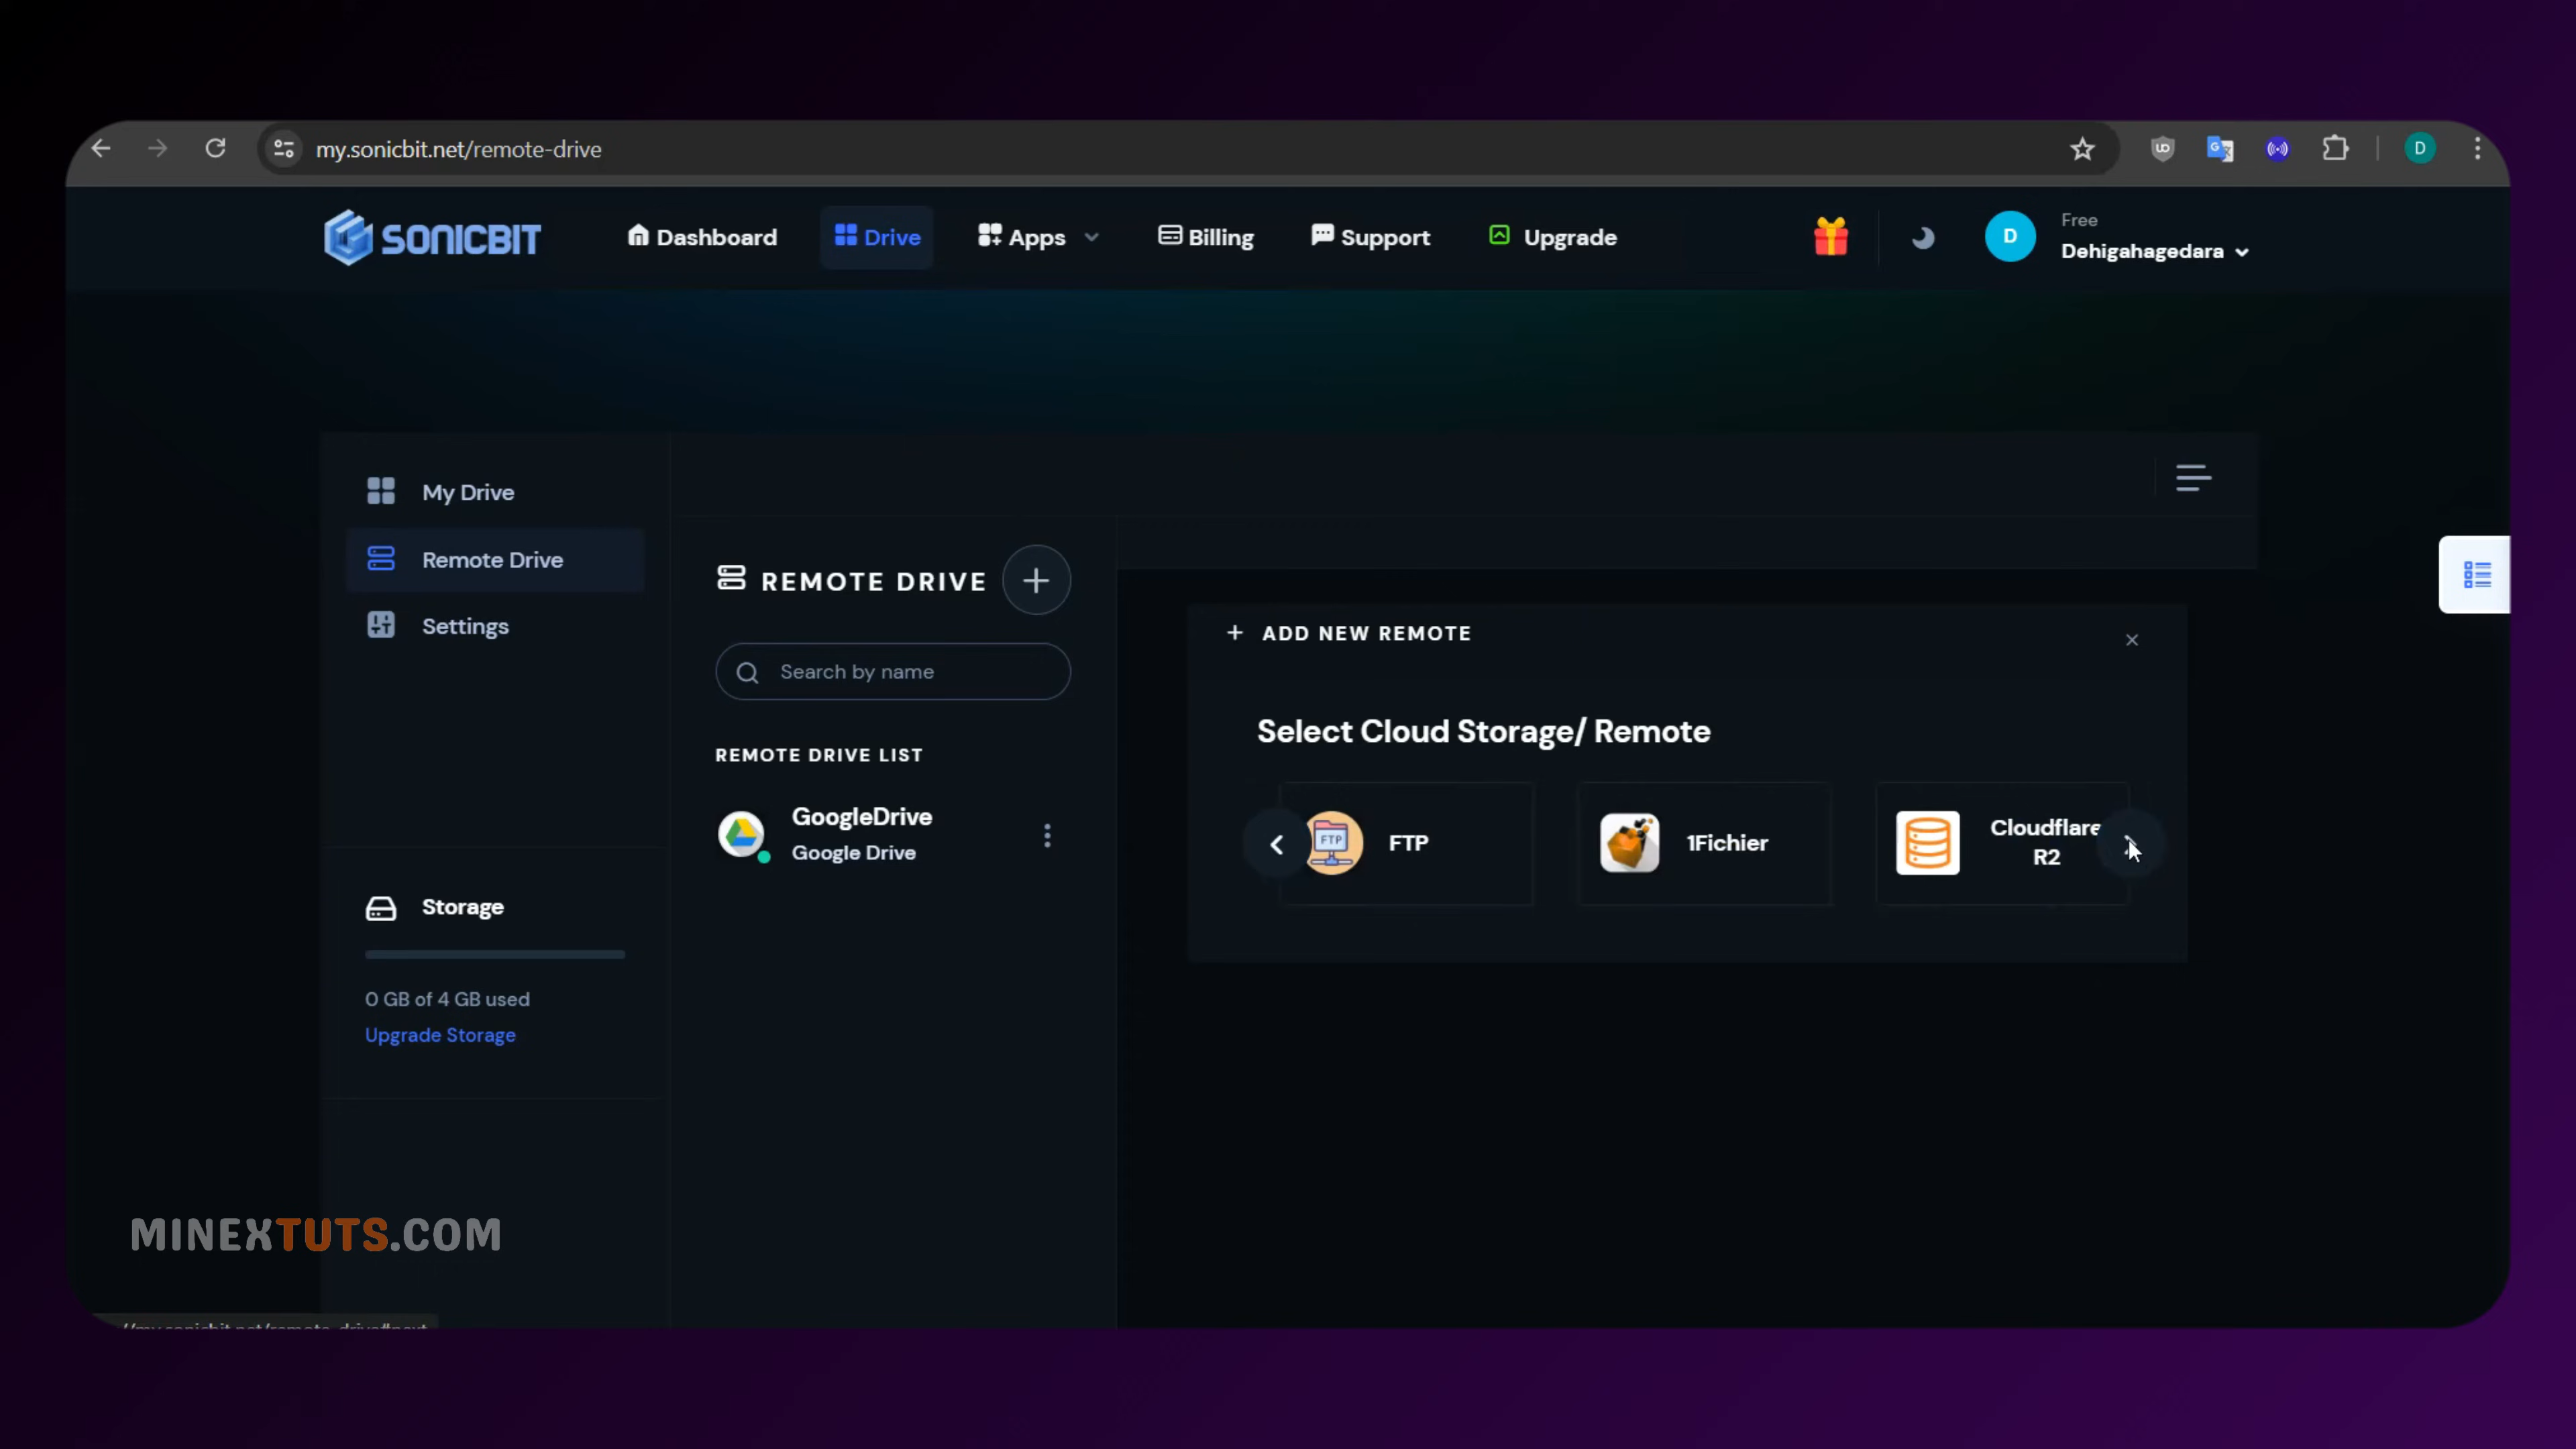 my.sonicbit.net/remote-drive
SONICBIT
Dashboard
Drive
Apps
Billing
Support
Upgrade
D
D
Free
Dehigahagedara
My Drive
Remote Drive
Settings
Storage
0 GB of 4 GB used
Upgrade Storage
REMOTE DRIVE
Search by name
REMOTE DRIVE LIST
GoogleDrive
Google Drive
ADD NEW REMOTE
Select Cloud Storage/ Remote
FTP
FTP
1Fichier
Cloudflare
R2
MINEXTUTS.COM